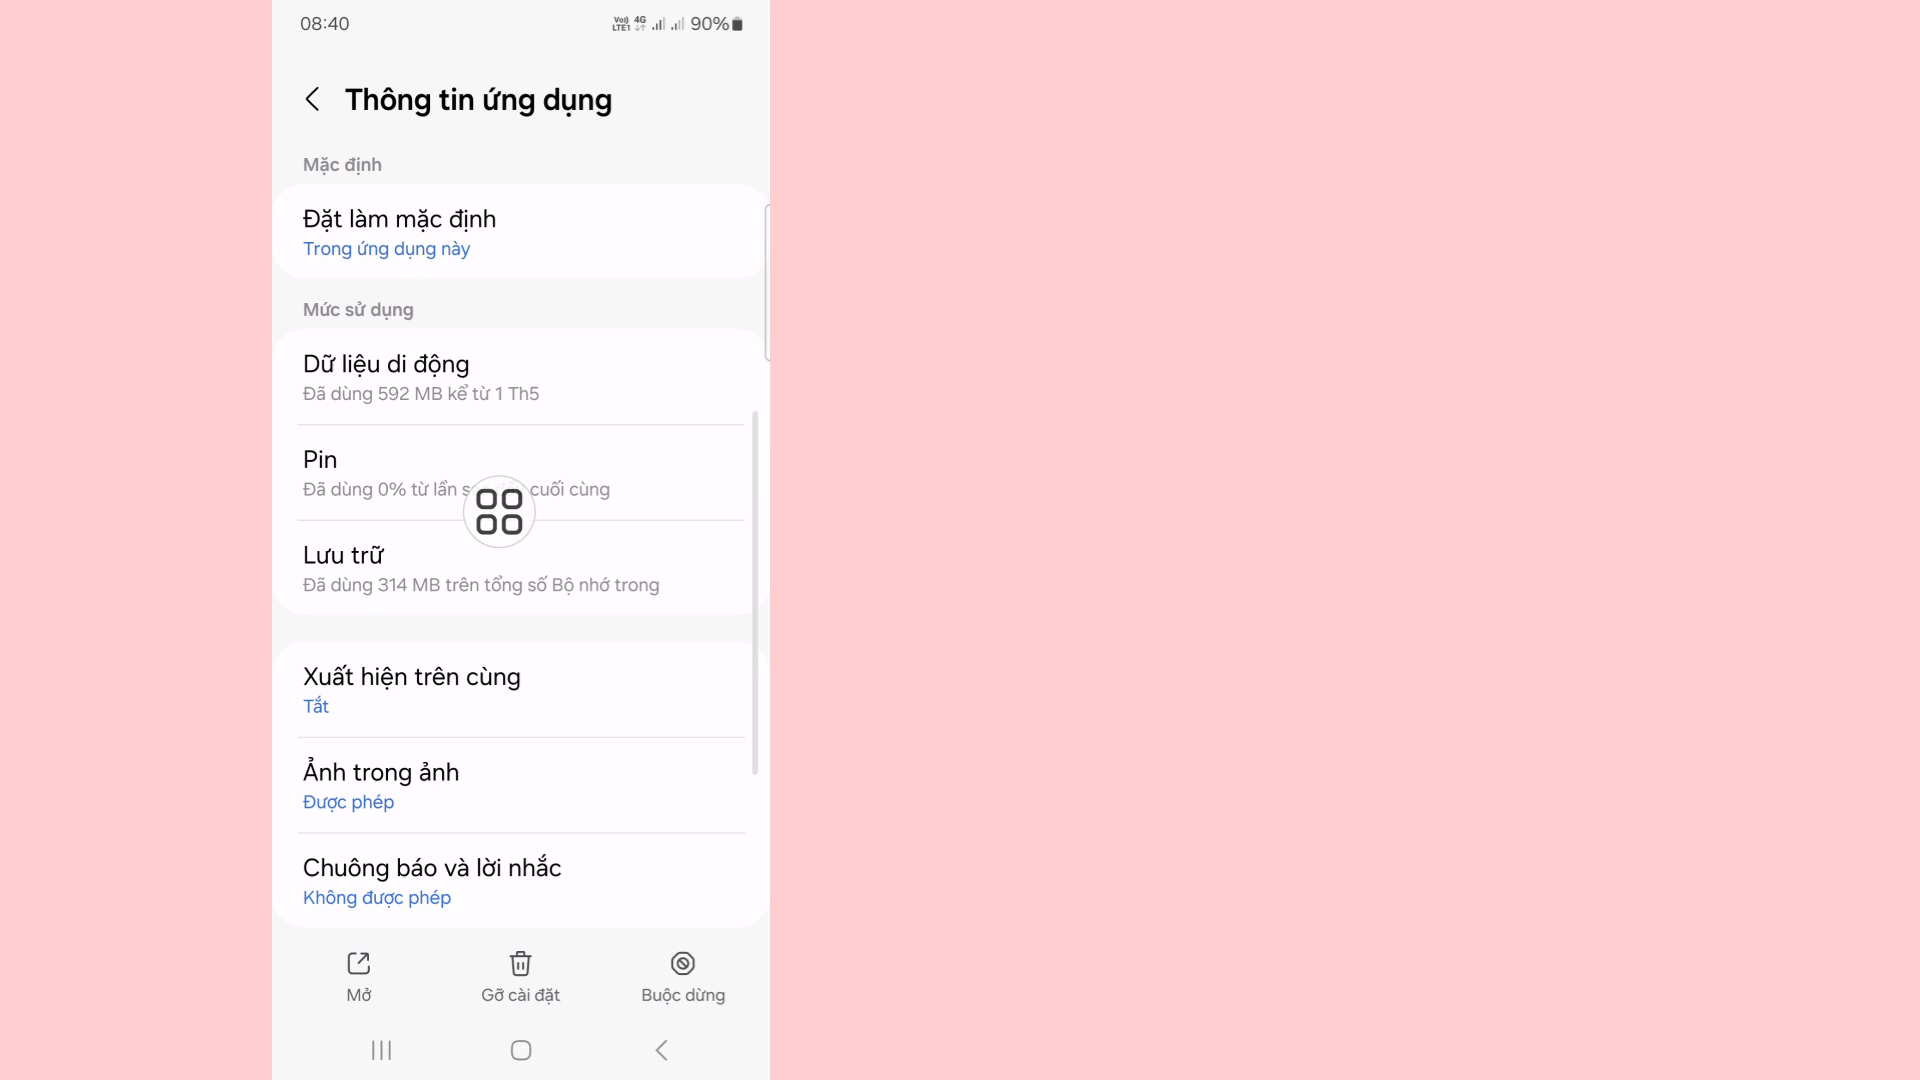 08:40
Vo)) LTE1 4G 90%
Thông tin ứng dụng
Mặc định
Đặt làm mặc định
Trong ứng dụng này
Mức sử dụng
Dữ liệu di động
Đã dùng 592 MB kể từ 1 Th5
Pin
Đã dùng 0% từ lần s cuối cùng
Lưu trữ
Đã dùng 314 MB trên tổng số Bộ nhớ trong
Xuất hiện trên cùng
Tắt
Ảnh trong ảnh
Được phép
Chuông báo và lời nhắc
Không được phép
Mở
Gỡ cài đặt
Buộc dừng